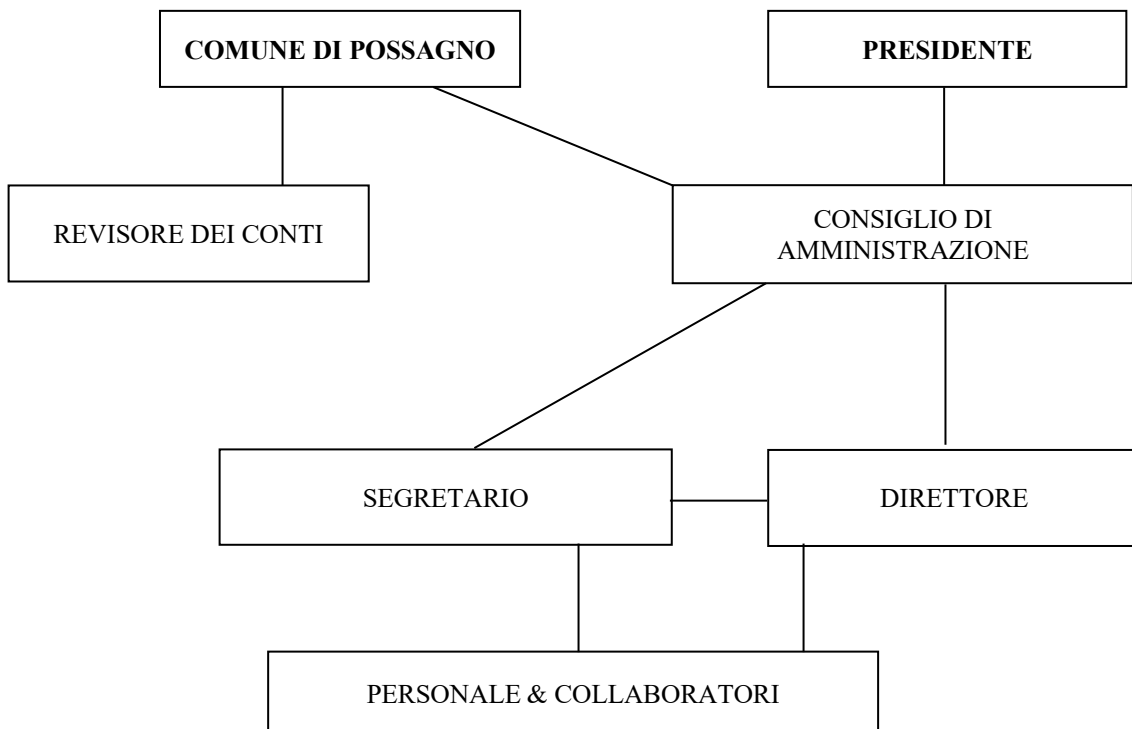 COMUNE DI POSSAGNO
PRESIDENTE
REVISORE DEI CONTI
CONSIGLIO DI
AMMINISTRAZIONE
SEGRETARIO
DIRETTORE
PERSONALE & COLLABORATORI